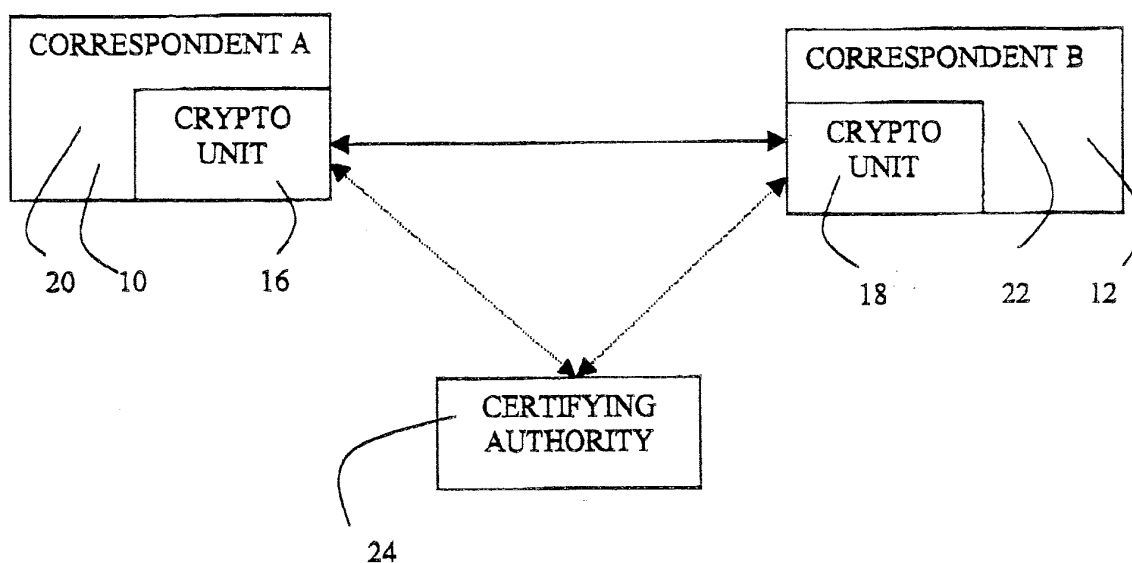 CORRESPONDENT A
CRYPTO
UNIT
CORRESPONDENT B
CRYPTO
UNIT
20
10
16
18
22
12
CERTIFYING
AUTHORITY
24